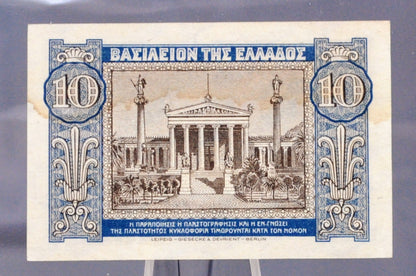 ΒΑΣΙΛΕΙΟΝ ΤΗΣ ΕΛΛΑΔΟΣ
10 10
Η ΠΑΡΑΠΟΙΗΣΙΣ Η ΠΛΑΣΤΟΓΡΑΦΗΣΙΣ ΚΑΙ Η ΕΝ ΓΝΩΣΕΙ
ΤΗΣ ΠΛΑΣΤΟΤΗΤΟΣ ΚΥΚΛΟΦΟΡΙΑ ΤΙΜΩΡΟΥΝΤΑΙ ΚΑΤΑ ΤΟΝ ΝΟΜΟΝ
LEIPZIG - GIESECKE & DEVRIENT - BERLIN